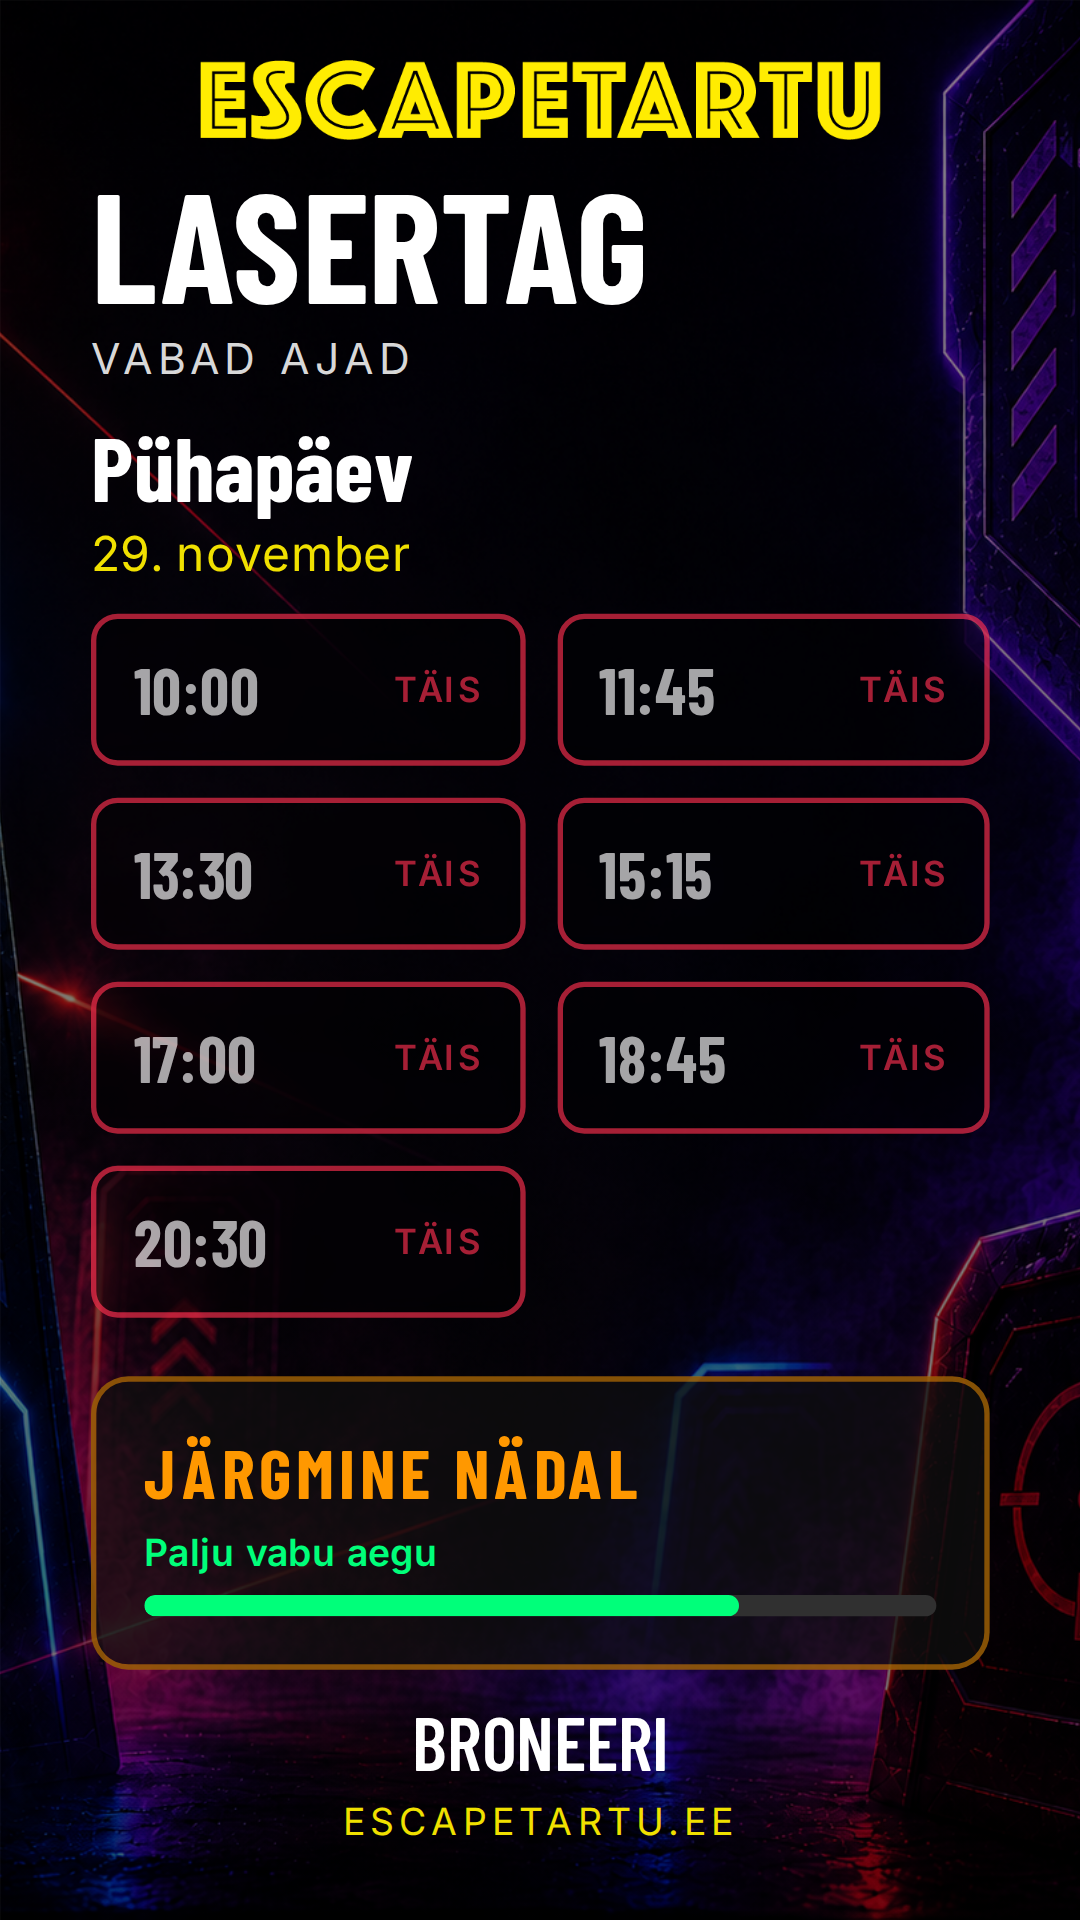 ESCAPETARTU
LASERTAG
VABAD AJAD
Pühapäev
29. november
10:00 TÄIS
11:45 TÄIS
13:30 TÄIS
15:15 TÄIS
17:00 TÄIS
18:45 TÄIS
20:30 TÄIS
JÄRGMINE NÄDAL
Palju vabu aegu
BRONEERI
ESCAPETARTU.EE